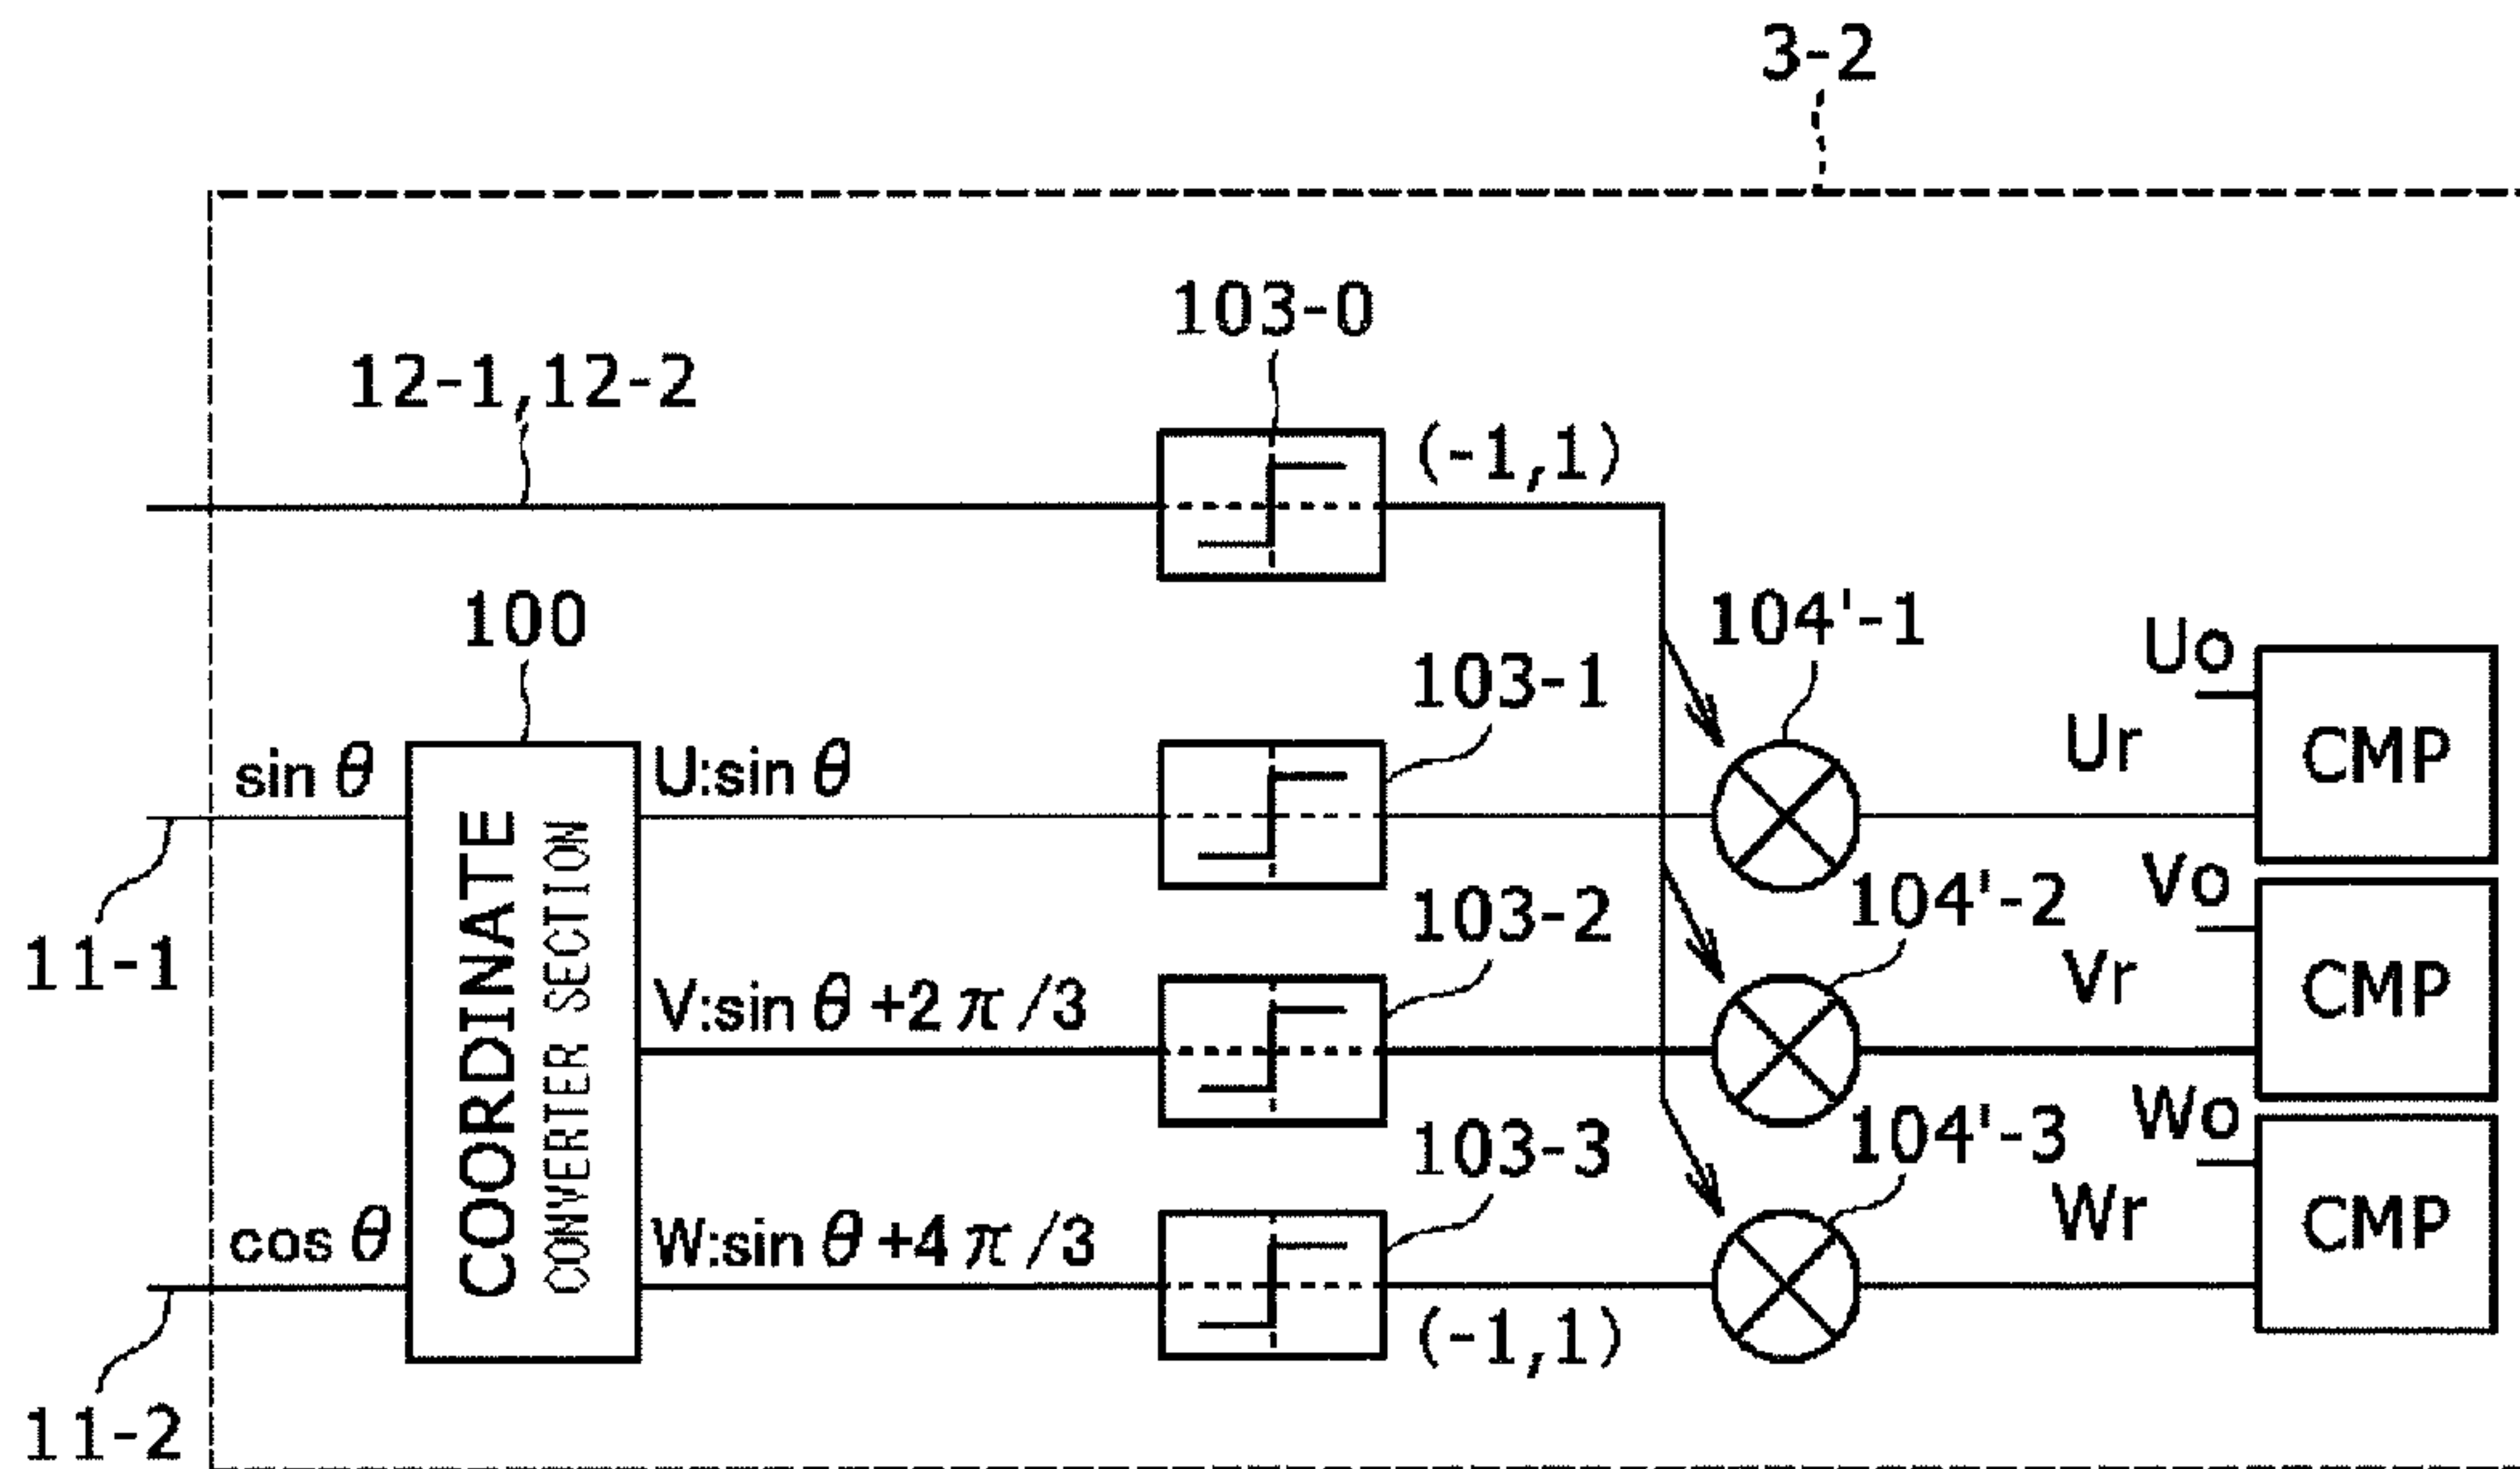 3-2
103-0
12-1,12-2
(-1,1)
100
104'-1
Uo
103-1
Ur
CMP
sin θ
U:sin θ
11-1
COORDINATE
CONVERTER SECTION
103-2
104'-2
Vo
Vr
CMP
V:sin θ+2π/3
103-3
104'-3
Wo
Wr
CMP
cos θ
W:sin θ+4π/3
(-1,1)
11-2